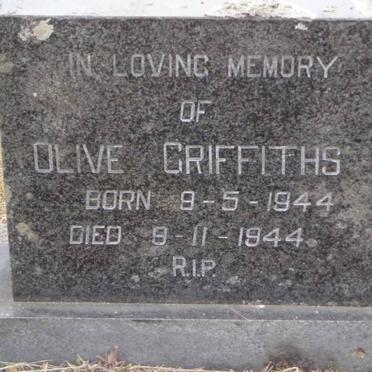 IN LOVING MEMORY
OF
OLIVE GRIFFITHS
BORN 9-5-1944
DIED 9-11-1944
R.I.P.